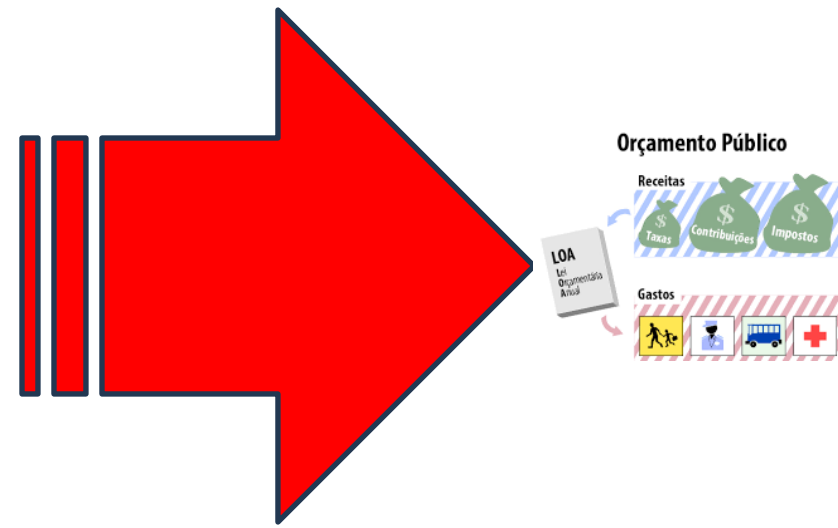 Orçamento Público
Receitas
$ $ $
Taxas Contribuições Impostos
LOA
Lei
Orçamentária
Anual
Gastos